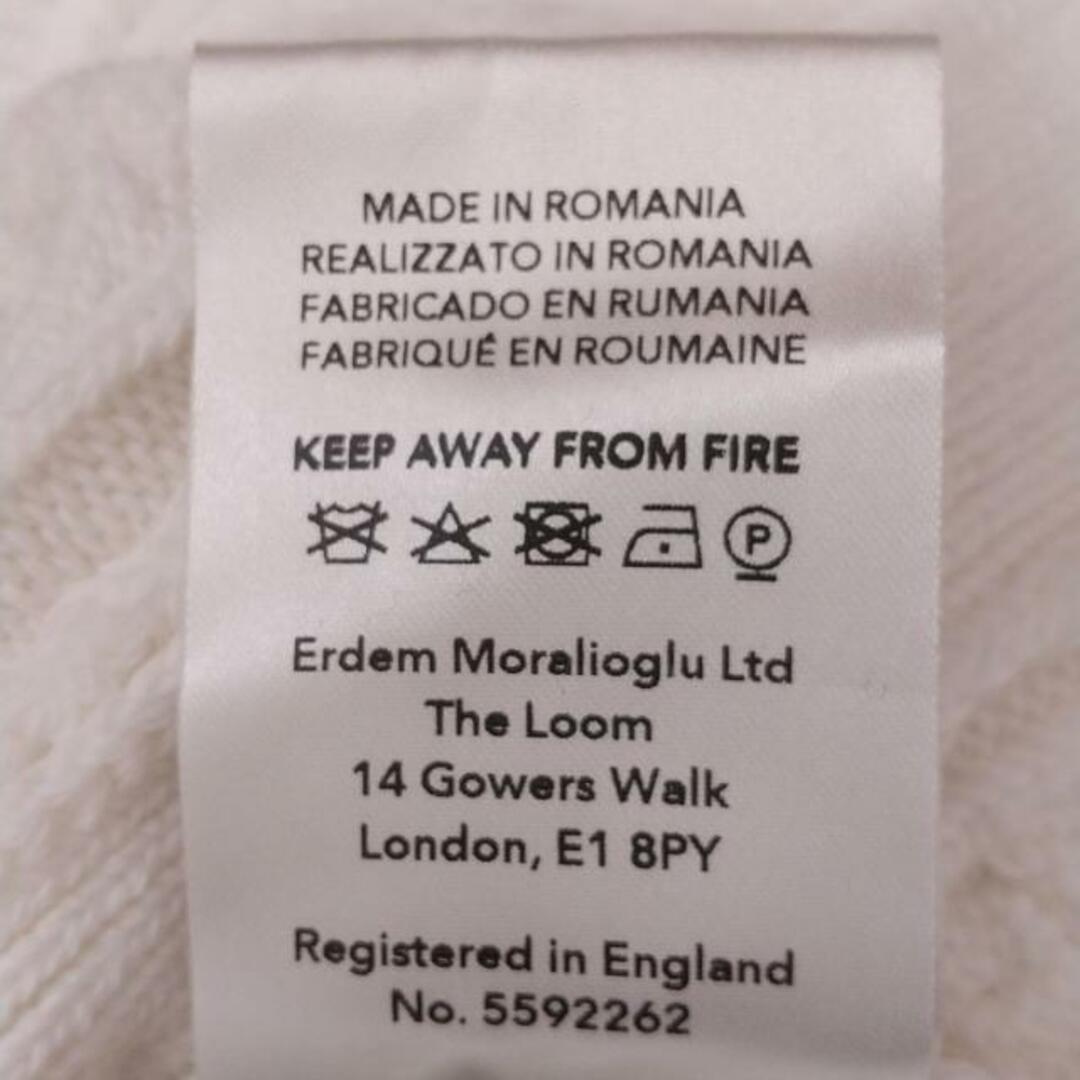 MADE IN ROMANIA
REALIZZATO IN ROMANIA
FABRICADO EN RUMANIA
FABRIQUÉ EN ROUMAINE
KEEP AWAY FROM FIRE
P
Erdem Moralioglu Ltd
The Loom
14 Gowers Walk
London, E1 8PY
Registered in England
No. 5592262